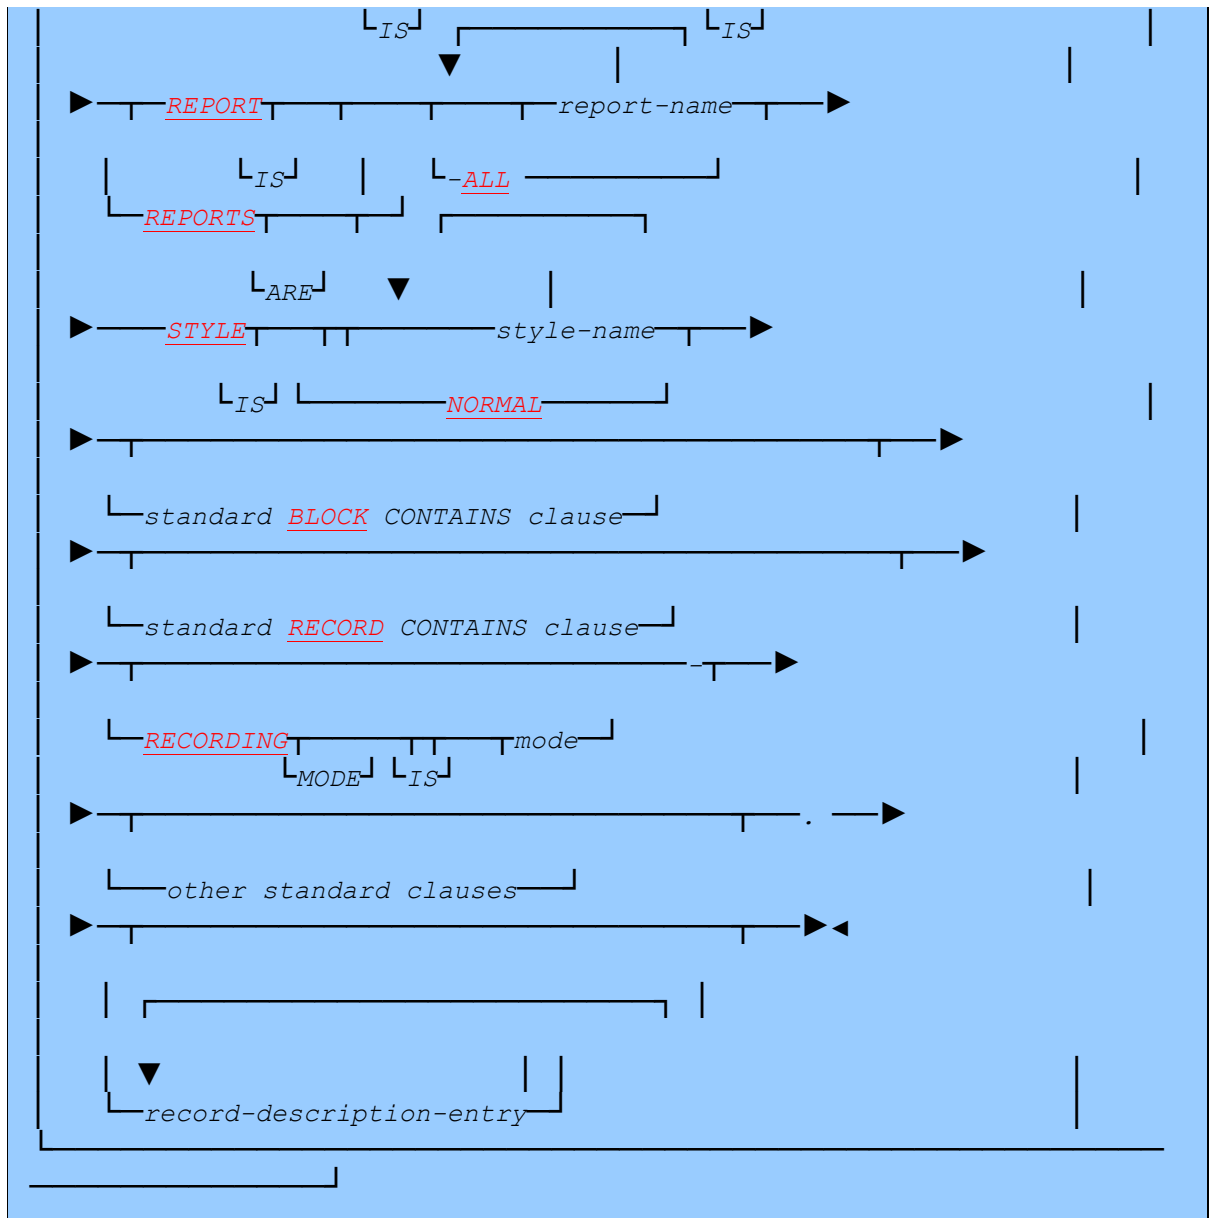 IS IS
REPORT report-name
IS -ALL
REPORTS
ARE
STYLE style-name
IS NORMAL
standard BLOCK CONTAINS clause
standard RECORD CONTAINS clause
-
RECORDING mode
MODE IS
.
other standard clauses
record-description-entry